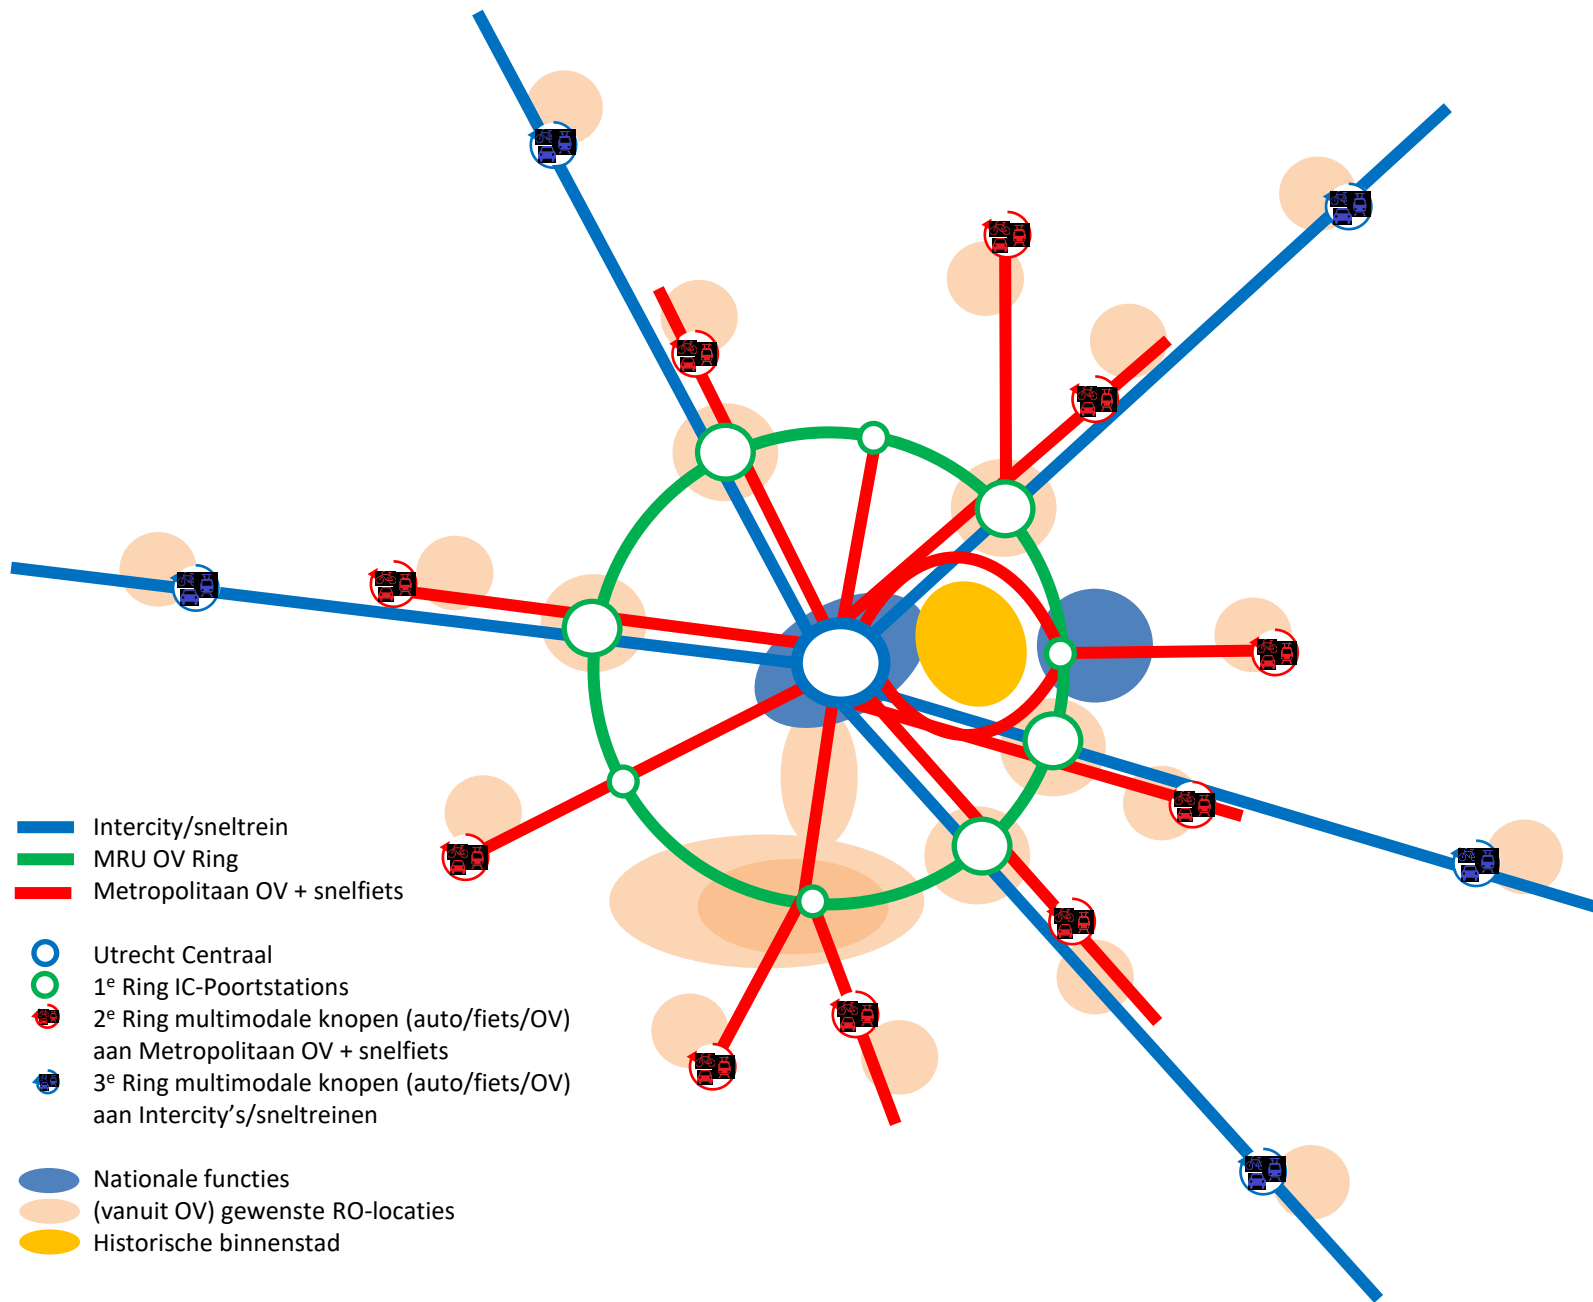 Intercity/sneltrein
MRU OV Ring
Metropolitaan OV + snelfiets
Utrecht Centraal
1e Ring IC-Poortstations
2e Ring multimodale knopen (auto/fiets/OV)
aan Metropolitaan OV + snelfiets
3e Ring multimodale knopen (auto/fiets/OV)
aan Intercity's/sneltreinen
Nationale functies
(vanuit OV) gewenste RO-locaties
Historische binnenstad